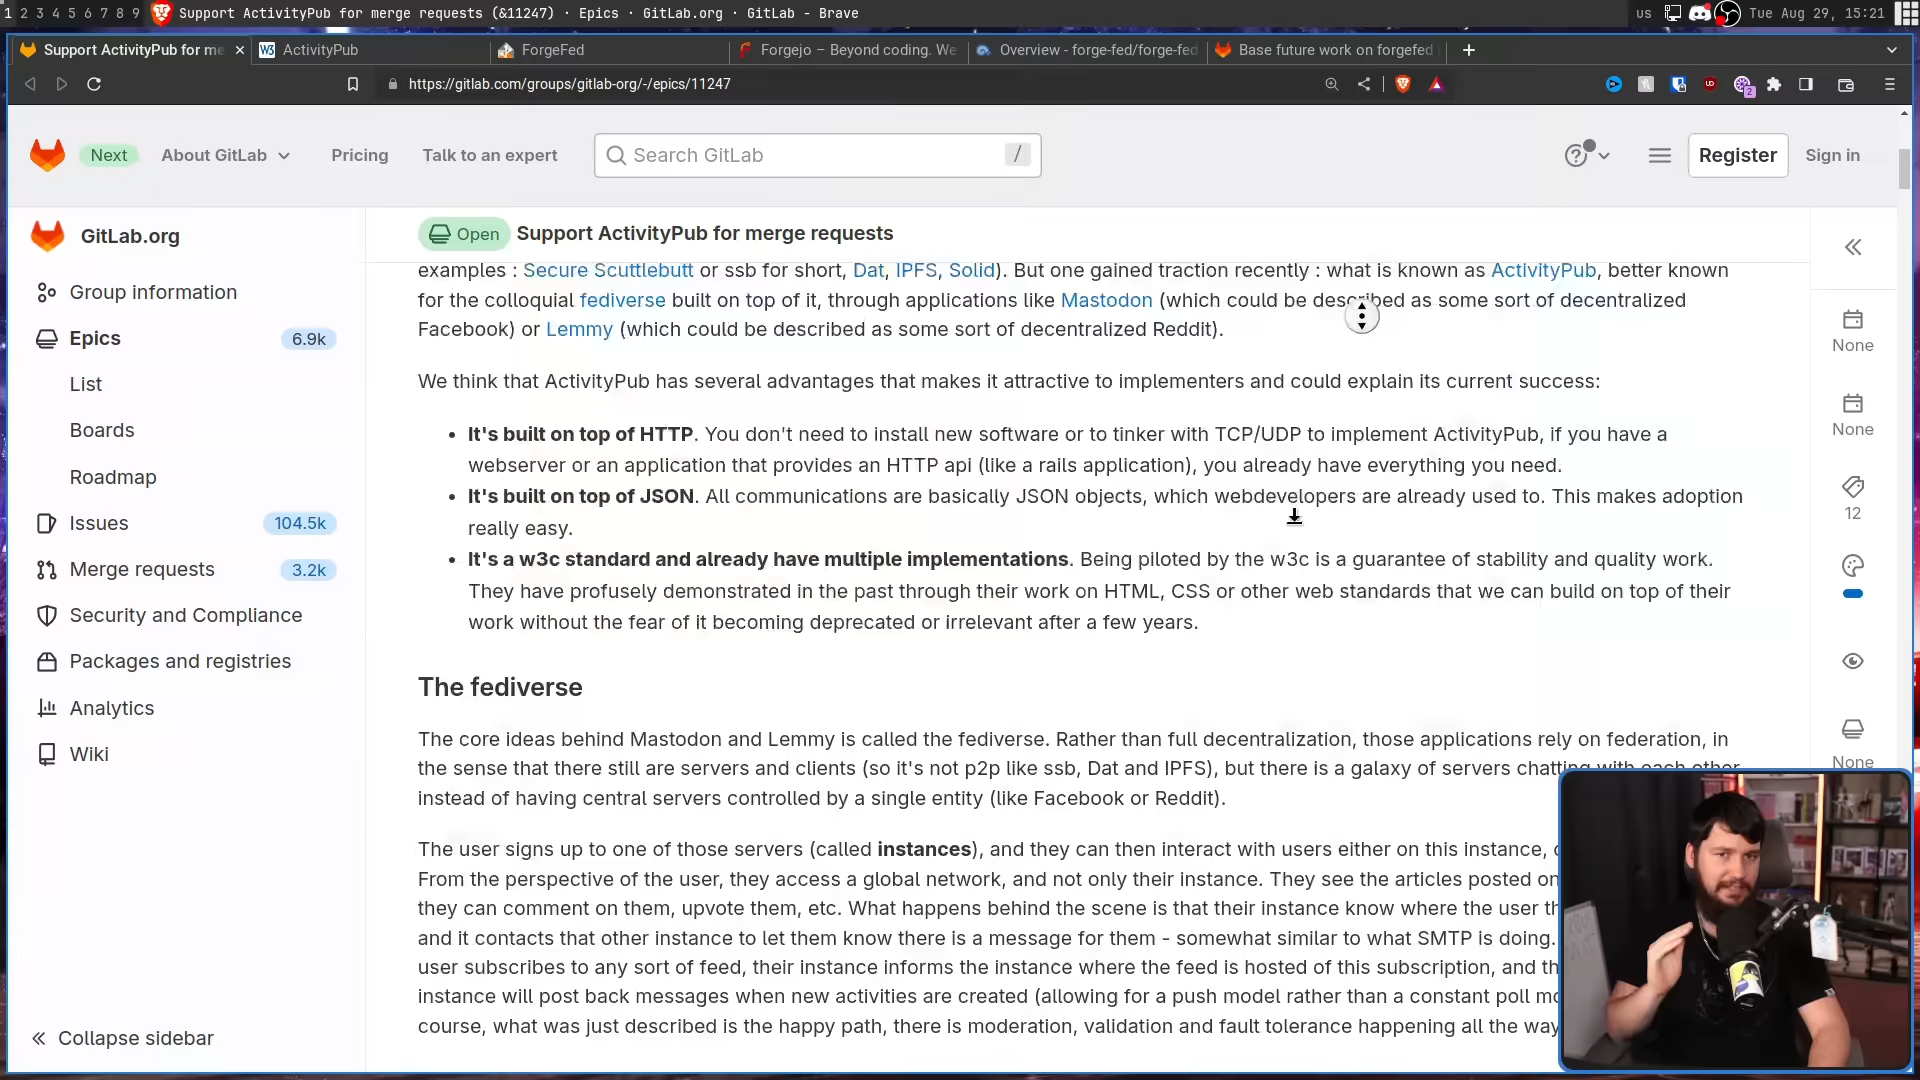 1 2 3 4 5 6 7 8 9 Support ActivityPub for merge requests (&11247) · Epics · GitLab.org · GitLab - Brave us Tue Aug 29, 15:21
Support ActivityPub for me ActivityPub ForgeFed Forgejo – Beyond coding. We Overview - forge-fed/forge-fed Base future work on forgefed
https://gitlab.com/groups/gitlab-org/-/epics/11247
Next About GitLab Pricing Talk to an expert Search GitLab / Register Sign in
GitLab.org
Group information
Epics 6.9k
List
Boards
Roadmap
Issues 104.5k
Merge requests 3.2k
Security and Compliance
Packages and registries
Analytics
Wiki
Collapse sidebar
Open Support ActivityPub for merge requests
examples : Secure Scuttlebutt or ssb for short, Dat, IPFS, Solid). But one gained traction recently : what is known as ActivityPub, better known
for the colloquial fediverse built on top of it, through applications like Mastodon (which could be described as some sort of decentralized
Facebook) or Lemmy (which could be described as some sort of decentralized Reddit).
We think that ActivityPub has several advantages that makes it attractive to implementers and could explain its current success:
• It's built on top of HTTP. You don't need to install new software or to tinker with TCP/UDP to implement ActivityPub, if you have a
webserver or an application that provides an HTTP api (like a rails application), you already have everything you need.
• It's built on top of JSON. All communications are basically JSON objects, which webdevelopers are already used to. This makes adoption
really easy.
• It's a w3c standard and already have multiple implementations. Being piloted by the w3c is a guarantee of stability and quality work.
They have profusely demonstrated in the past through their work on HTML, CSS or other web standards that we can build on top of their
work without the fear of it becoming deprecated or irrelevant after a few years.
The fediverse
The core ideas behind Mastodon and Lemmy is called the fediverse. Rather than full decentralization, those applications rely on federation, in
the sense that there still are servers and clients (so it's not p2p like ssb, Dat and IPFS), but there is a galaxy of servers chatting with each other
instead of having central servers controlled by a single entity (like Facebook or Reddit).
The user signs up to one of those servers (called instances), and they can then interact with users either on this instance,
From the perspective of the user, they access a global network, and not only their instance. They see the articles posted on
they can comment on them, upvote them, etc. What happens behind the scene is that their instance know where the user
and it contacts that other instance to let them know there is a message for them - somewhat similar to what SMTP is doing.
user subscribes to any sort of feed, their instance informs the instance where the feed is hosted of this subscription, and
instance will post back messages when new activities are created (allowing for a push model rather than a constant poll
course, what was just described is the happy path, there is moderation, validation and fault tolerance happening all the way
None
None
12
None